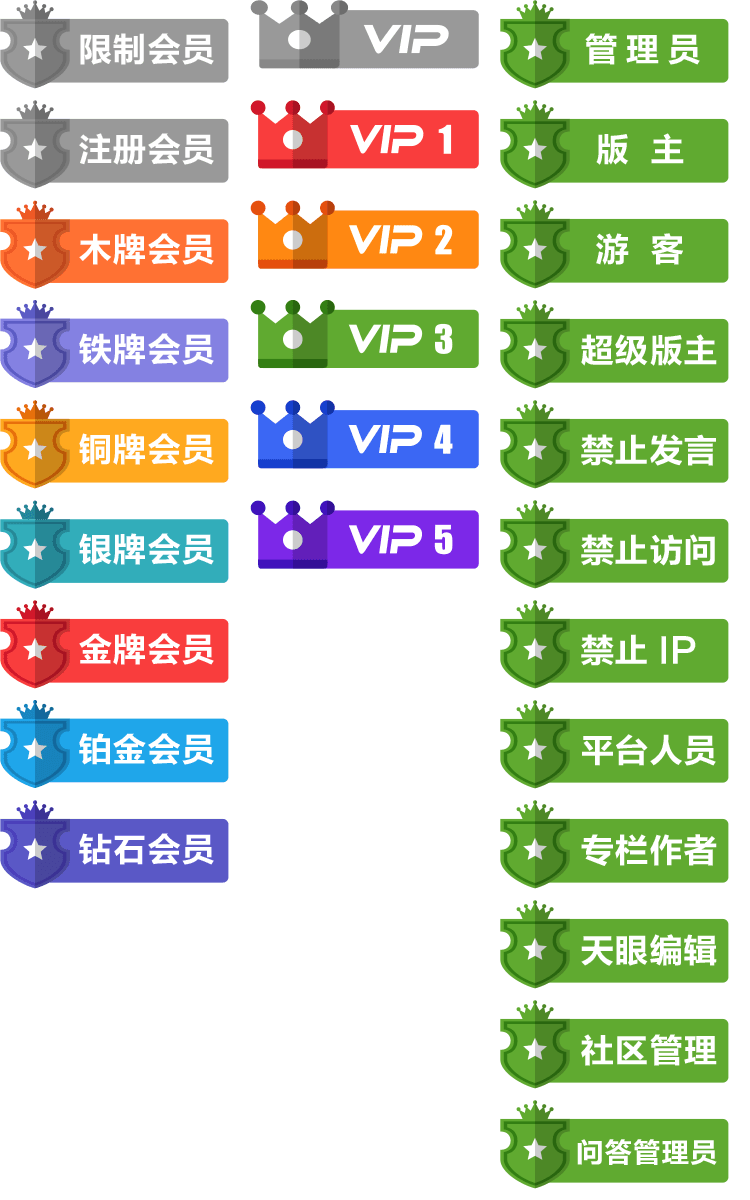 限制会员
注册会员
木牌会员
铁牌会员
铜牌会员
银牌会员
金牌会员
铂金会员
钻石会员
VIP
VIP 1
VIP 2
VIP 3
VIP 4
VIP 5
管理员
版 主
游 客
超级版主
禁止发言
禁止访问
禁止 IP
平台人员
专栏作者
天眼编辑
社区管理
问答管理员